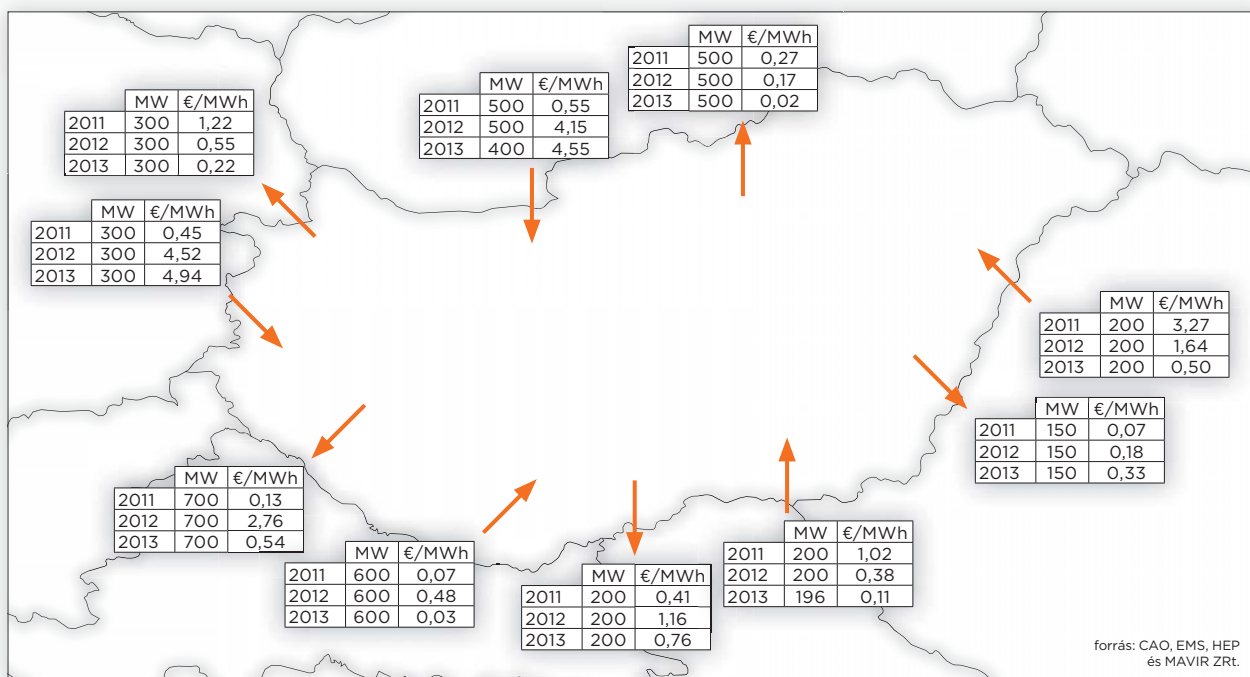 MW €/MWh
2011 500 0,27
2012 500 0,17
2013 500 0,02
MW €/MWh
2011 500 0,55
2012 500 4,15
2013 400 4,55
MW €/MWh
2011 300 1,22
2012 300 0,55
2013 300 0,22
MW €/MWh
2011 300 0,45
2012 300 4,52
2013 300 4,94
MW €/MWh
2011 200 3,27
2012 200 1,64
2013 200 0,50
MW €/MWh
2011 150 0,07
2012 150 0,18
2013 150 0,33
MW €/MWh
2011 700 0,13
2012 700 2,76
2013 700 0,54
MW €/MWh
2011 600 0,07
2012 600 0,48
2013 600 0,03
MW €/MWh
2011 200 0,41
2012 200 1,16
2013 200 0,76
MW €/MWh
2011 200 1,02
2012 200 0,38
2013 196 0,11
forrás: CAO, EMS, HEP
és MAVIR ZRt.